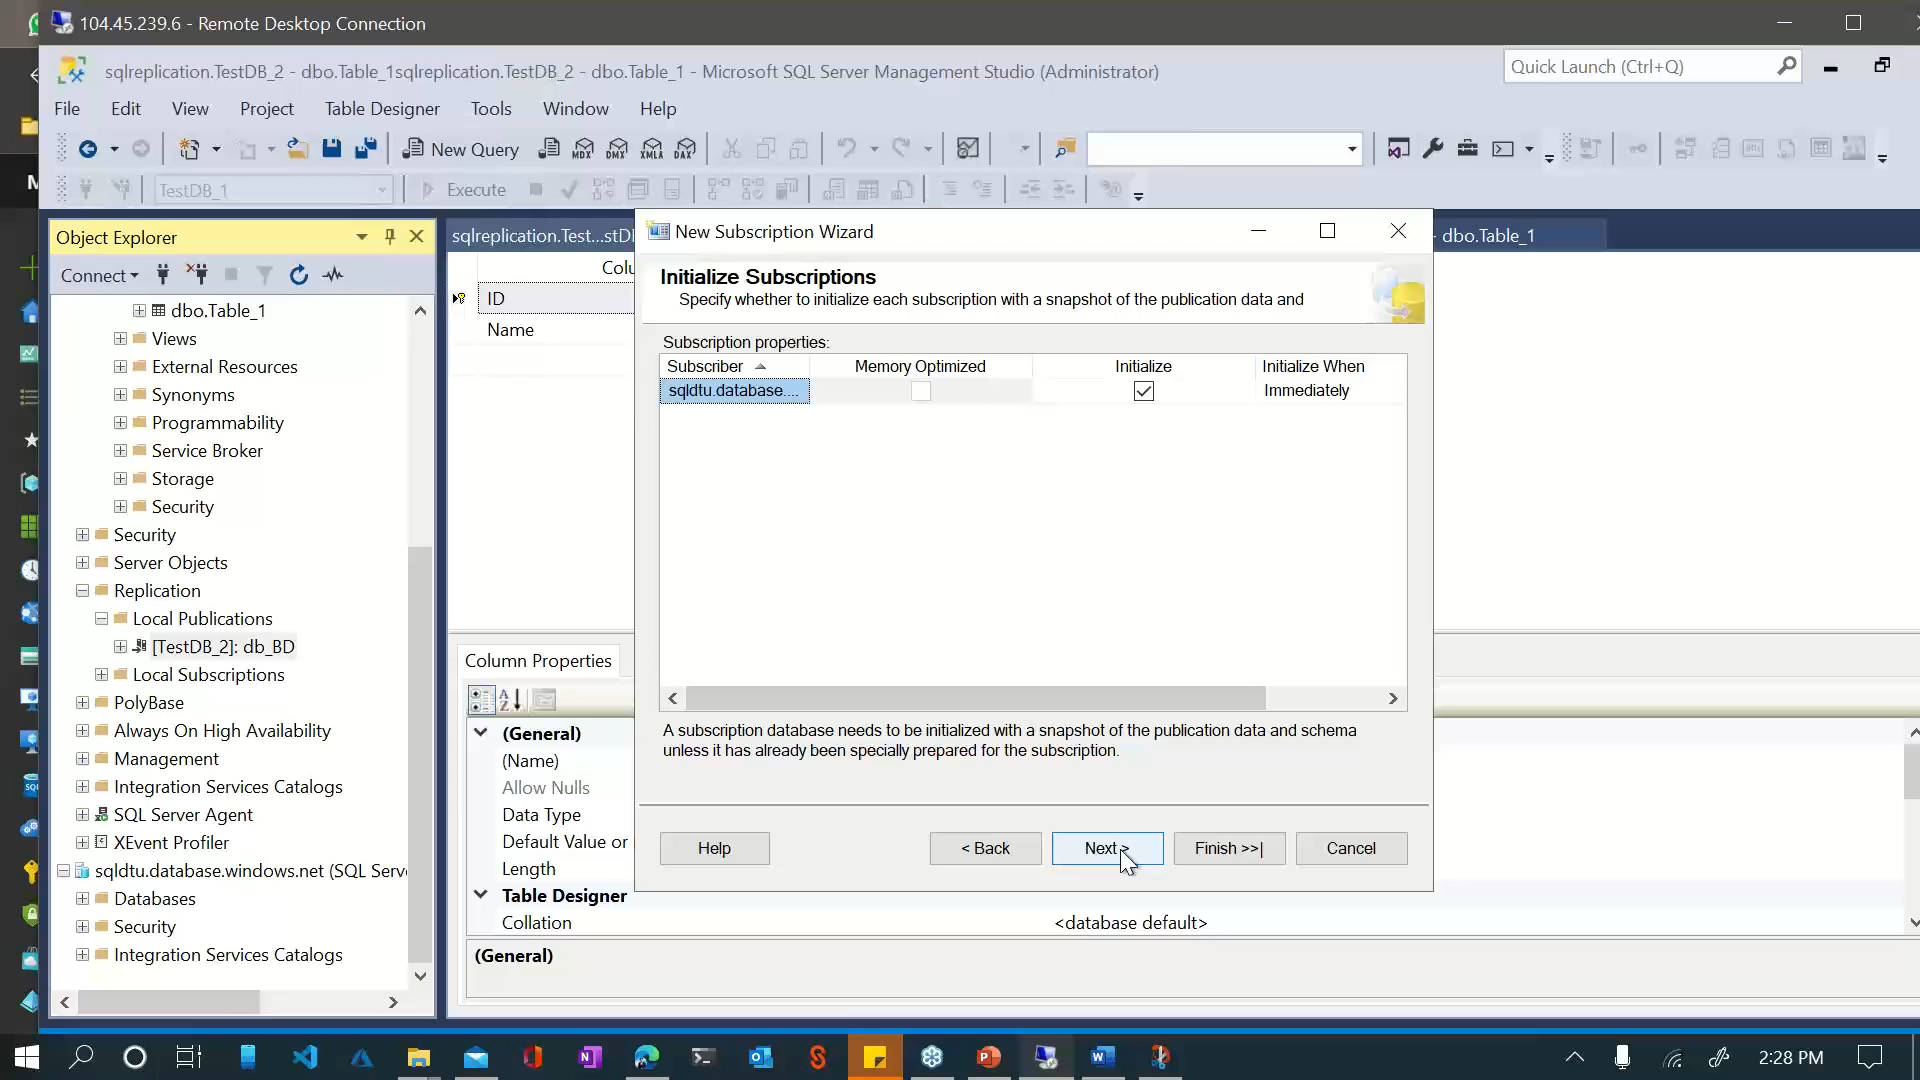 104.45.239.6 - Remote Desktop Connection
sqlreplication.TestDB_2 - dbo.Table_1sqlreplication.TestDB_2 - dbo.Table_1 - Microsoft SQL Server Management Studio (Administrator)
Quick Launch (Ctrl+Q)
File Edit View Project Table Designer Tools Window Help
New Query
MDX
DMX
XMLA
DAX
TestDB_1
Execute
Object Explorer
Connect
dbo.Table_1
Views
External Resources
Synonyms
Programmability
Service Broker
Storage
Security
Security
Server Objects
Replication
Local Publications
[TestDB_2]: db_BD
Local Subscriptions
PolyBase
Always On High Availability
Management
Integration Services Catalogs
SQL Server Agent
XEvent Profiler
sqldtu.database.windows.net (SQL Serv
Databases
Security
Integration Services Catalogs
sqlreplication.Test...stD
- dbo.Table_1
Colu
ID
Name
Column Properties
(General)
(Name)
Allow Nulls
Data Type
Default Value or
Length
Table Designer
Collation
<database default>
(General)
New Subscription Wizard
Initialize Subscriptions
Specify whether to initialize each subscription with a snapshot of the publication data and
Subscription properties:
Subscriber Memory Optimized Initialize Initialize When
sqldtu.database.... Immediately
A subscription database needs to be initialized with a snapshot of the publication data and schema
unless it has already been specially prepared for the subscription.
Help < Back Next > Finish >>| Cancel
2:28 PM